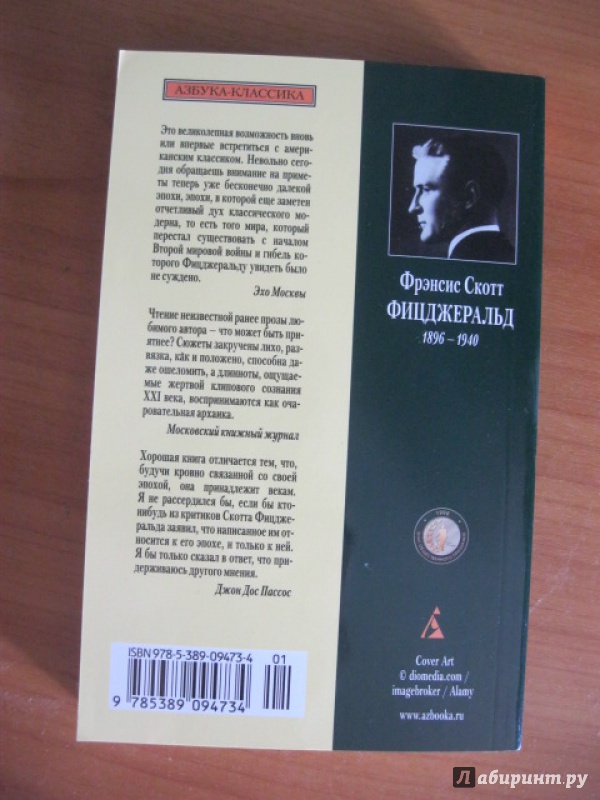 АЗБУКА-КЛАССИКА
Это великолепная возможность вновь
или впервые встретиться с амери-
канским классиком. Невольно сего-
дня обращаешь внимание на приме-
ты теперь уже бесконечно далекой
эпохи, эпохи, в которой еще заметен
отчетливый дух классического мо-
дерна, то есть того мира, который
перестал существовать с началом
Второй мировой войны и гибель ко-
торого Фицджеральду увидеть было
не суждено.
Эхо Москвы
Чтение неизвестной ранее прозы лю-
бимого автора – что может быть при-
ятнее? Сюжеты закручены лихо, раз-
вязка, как и положено, способна да-
же ошеломить, а длинноты, ощущае-
мые жертвой клипового сознания
XXI века, воспринимаются как оча-
ровательная архаика.
Московский книжный журнал
Хорошая книга отличается тем, что,
будучи кровно связанной со своей
эпохой, она принадлежит векам.
Я не рассердился бы, если бы кто-
нибудь из критиков Скотта Фицдже-
ральда заявил, что написанное им от-
носится к его эпохе, и только к ней.
Я бы только сказал в ответ, что при-
держиваюсь другого мнения.
Джон Дос Пассос
ISBN 978-5-389-09473-4
01
9 785389 094734
Фрэнсис Скотт
ФИЦДЖЕРАЛЬД
1896 – 1940
Cover Art
© diomedia.com /
imagebroker / Alamy
www.azbooka.ru
Лабиринт.ру